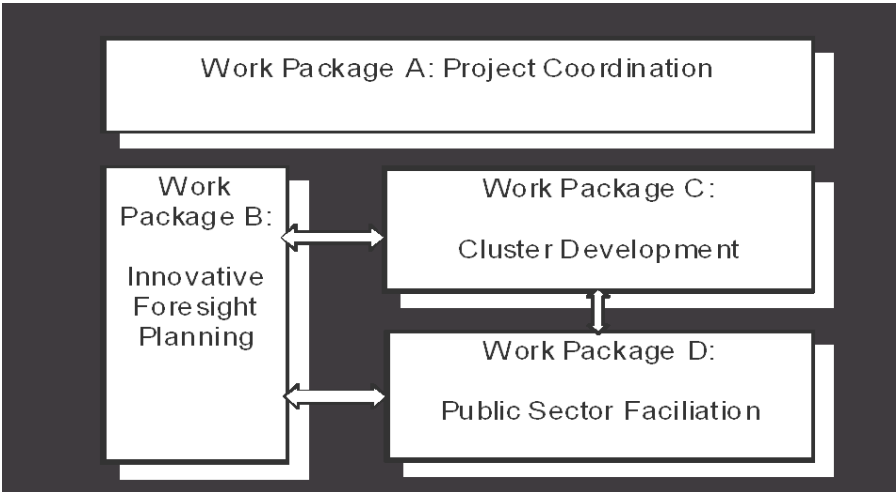 Work Package A: Project Coordination
Work
Package B:
Innovative
Foresight
Planning
Work Package C:
Cluster Development
Work Package D:
Public Sector Faciliation